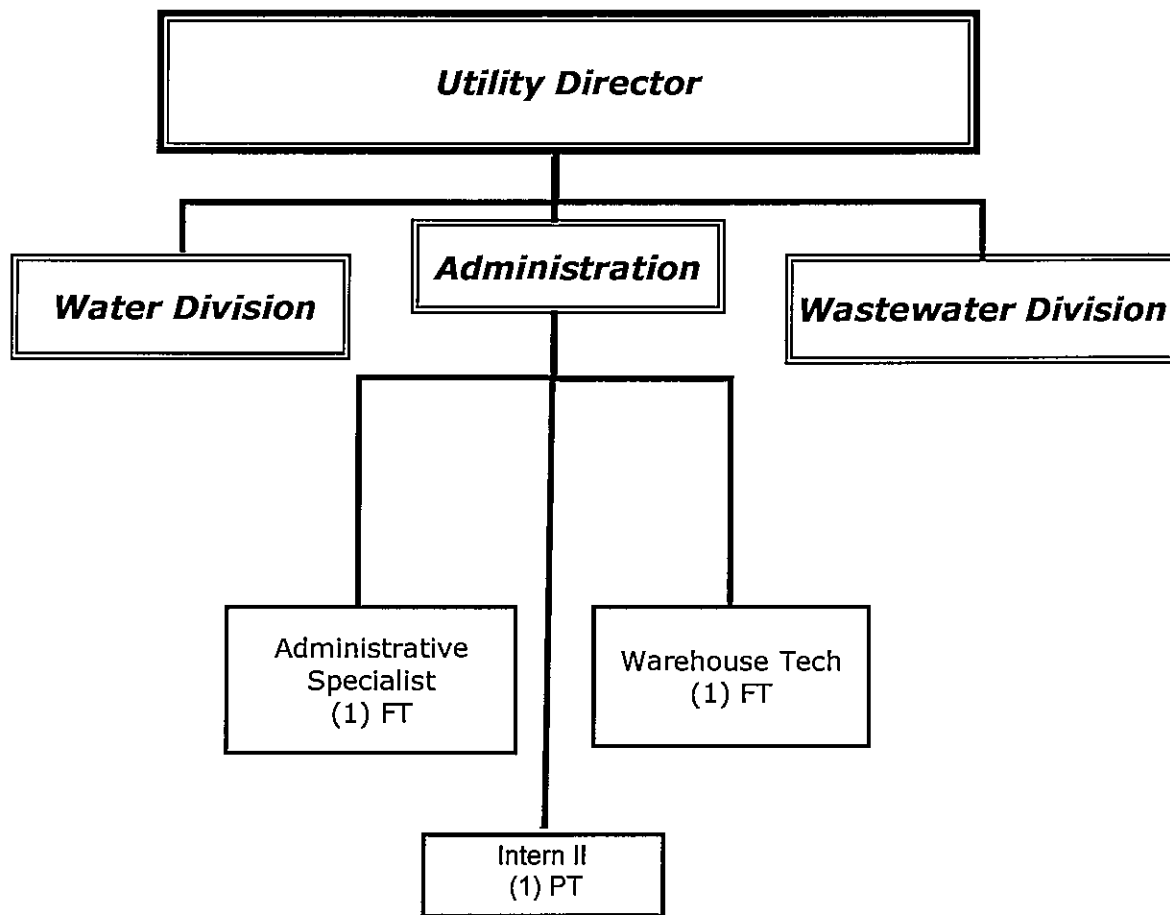 Utility Director
Water Division
Administration
Wastewater Division
Administrative
Specialist
(1) FT
Warehouse Tech
(1) FT
Intern II
(1) PT